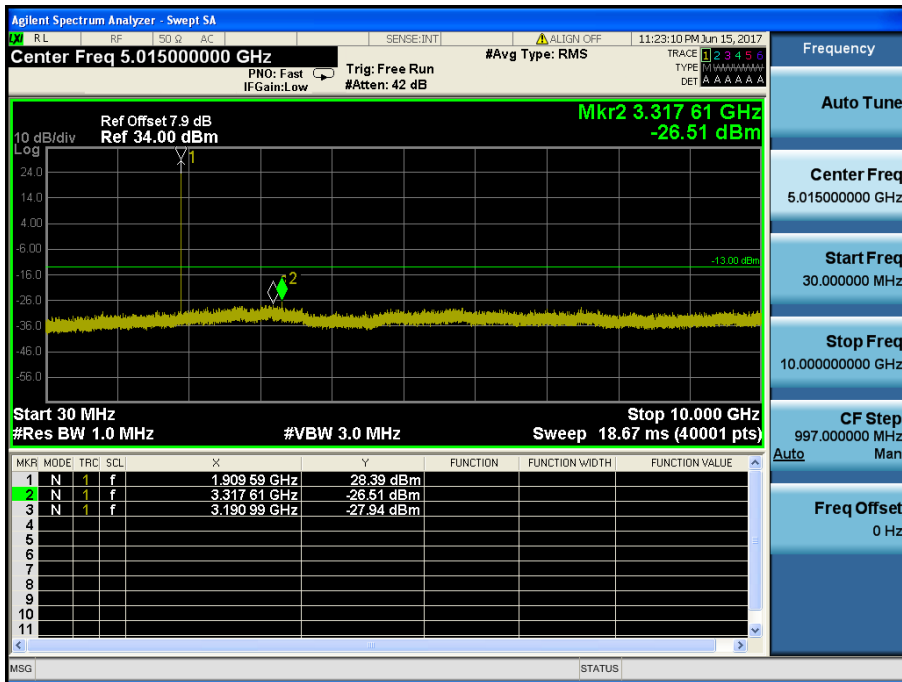 Agilent Spectrum Analyzer - Swept SA
LXI RL RF 50 Ω AC SENSE:INT ALIGN OFF 11:23:10 PM Jun 15, 2017
Center Freq 5.015000000 GHz
PNO: Fast
IFGain:Low
Trig: Free Run
#Atten: 42 dB
#Avg Type: RMS
TRACE 1 2 3 4 5 6
TYPE M WWWWW
DET A A A A A A
Mkr2 3.317 61 GHz
-26.51 dBm
Ref Offset 7.9 dB
10 dB/div Ref 34.00 dBm
Log
1
24.0
14.0
4.00
-6.00
-13.00 dBm
-16.0
2
-26.0
-36.0
-46.0
-56.0
Start 30 MHz Stop 10.000 GHz
#Res BW 1.0 MHz #VBW 3.0 MHz Sweep 18.67 ms (40001 pts)
MKR MODE TRC SCL X Y FUNCTION FUNCTION WIDTH FUNCTION VALUE
1 N 1 f 1.909 59 GHz 28.39 dBm
2 N 1 f 3.317 61 GHz -26.51 dBm
3 N 1 f 3.190 99 GHz -27.94 dBm
4
5
6
7
8
9
10
11
MSG STATUS
Frequency
Auto Tune
Center Freq
5.015000000 GHz
Start Freq
30.000000 MHz
Stop Freq
10.000000000 GHz
CF Step
997.000000 MHz
Auto Man
Freq Offset
0 Hz